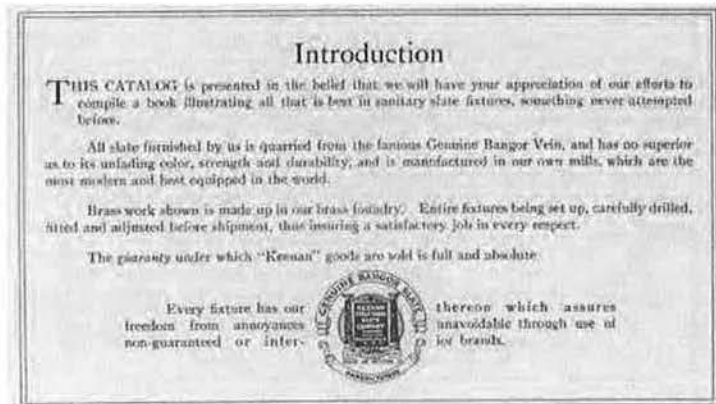 Introduction
THIS CATALOG is presented in the belief that we will have your appreciation of our efforts to
compile a book illustrating all that is best in sanitary slate fixtures, something never attempted
before.
All slate furnished by us is quarried from the famous Genuine Bangor Vein, and has no superior
as to its unfading color, strength and durability, and is manufactured in our own mills, which are the
most modern and best equipped in the world.
Brass work shown is made up in our brass foundry. Entire fixtures being set up, carefully drilled,
fitted and adjusted before shipment, thus insuring a satisfactory job in every respect.
The guaranty under which "Keenan" goods are sold is full and absolute
Every fixture has our
freedom from annoyances
non-guaranteed or infer-
GENUINE BANGOR SLATE
thereon which assures
unavoidable through use of
ior brands.